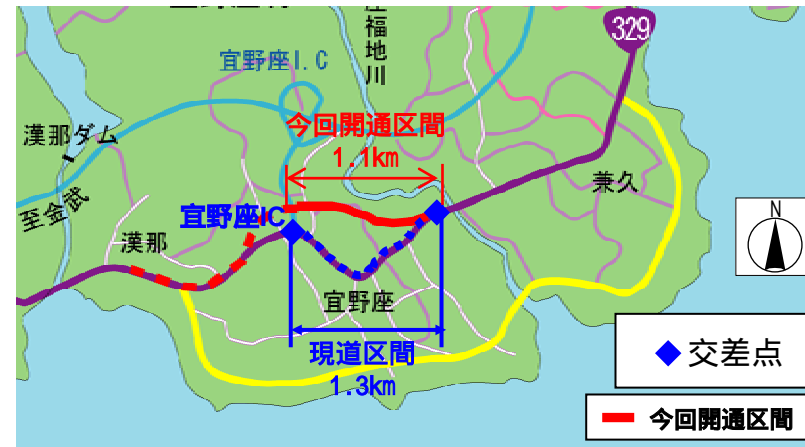 329
座福地川
宜野座I.C
今回開通区間
1.1km
漢那ダム
至金武
兼久
宜野座IC
漢那
N
宜野座
現道区間
1.3km
交差点
今回開通区間